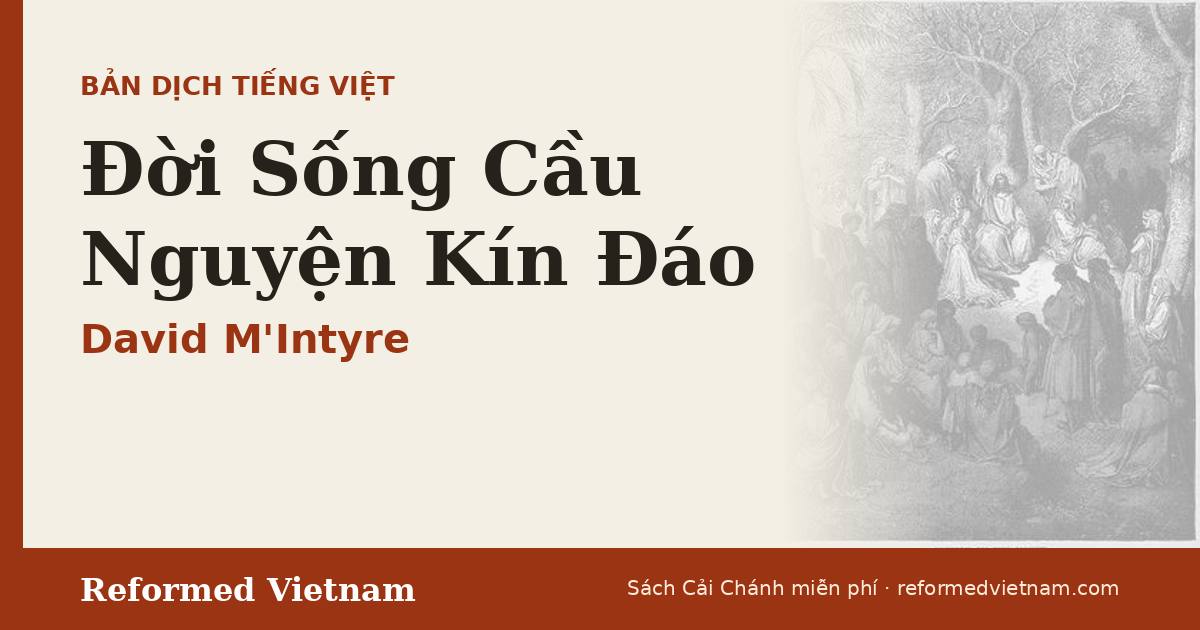 BẢN DỊCH TIẾNG VIỆT
Đời Sống Cầu
Nguyện Kín Đáo
David M'Intyre
Reformed Vietnam
Sách Cải Chánh miễn phí · reformedvietnam.com